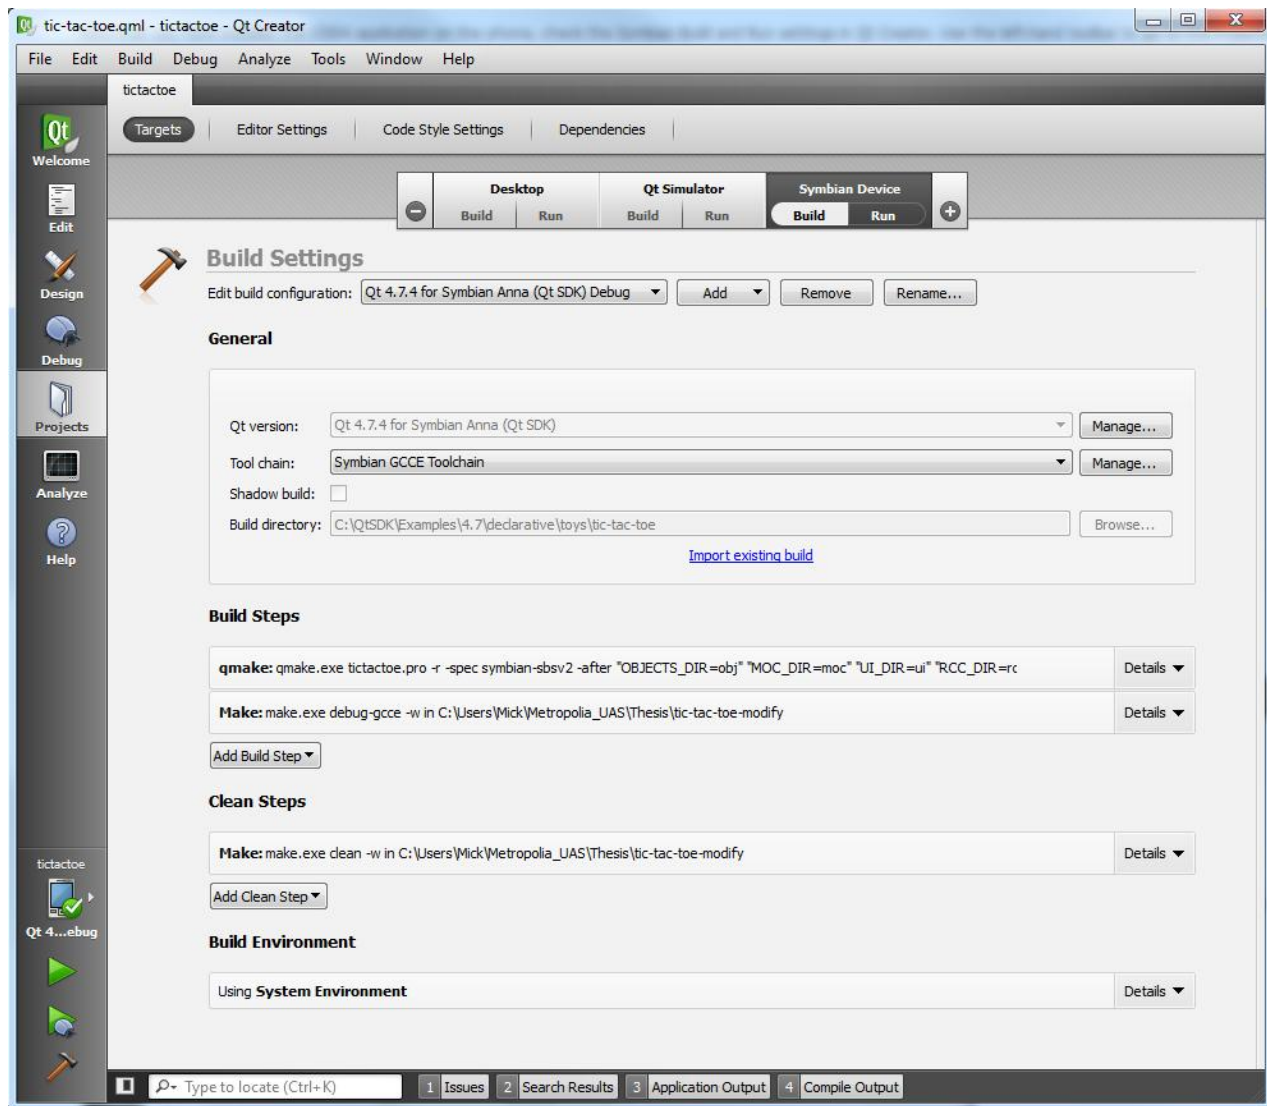 tic-tac-toe.qml - tictactoe - Qt Creator
File Edit Build Debug Analyze Tools Window Help
tictactoe
Targets Editor Settings Code Style Settings Dependencies
Desktop Qt Simulator Symbian Device
Build Run Build Run Build Run
Qt
Welcome
Edit
Design
Debug
Projects
Analyze
Help
Build Settings
Edit build configuration: Qt 4.7.4 for Symbian Anna (Qt SDK) Debug Add Remove Rename...
General
Qt version: Qt 4.7.4 for Symbian Anna (Qt SDK) Manage...
Tool chain: Symbian GCCE Toolchain Manage...
Shadow build:
Build directory: C:\QtSDK\Examples\4.7\declarative\toys\tic-tac-toe Browse...
Import existing build
Build Steps
qmake: qmake.exe tictactoe.pro -r -spec symbian-sbsv2 -after "OBJECTS_DIR=obj" "MOC_DIR=moc" "UI_DIR=ui" "RCC_DIR=rc Details
Make: make.exe debug-gcce -w in C:\Users\Mick\Metropolia_UAS\Thesis\tic-tac-toe-modify Details
Add Build Step
Clean Steps
Make: make.exe clean -w in C:\Users\Mick\Metropolia_UAS\Thesis\tic-tac-toe-modify Details
Add Clean Step
Build Environment
Using System Environment Details
tictactoe
Qt 4...ebug
Type to locate (Ctrl+K) 1 Issues 2 Search Results 3 Application Output 4 Compile Output